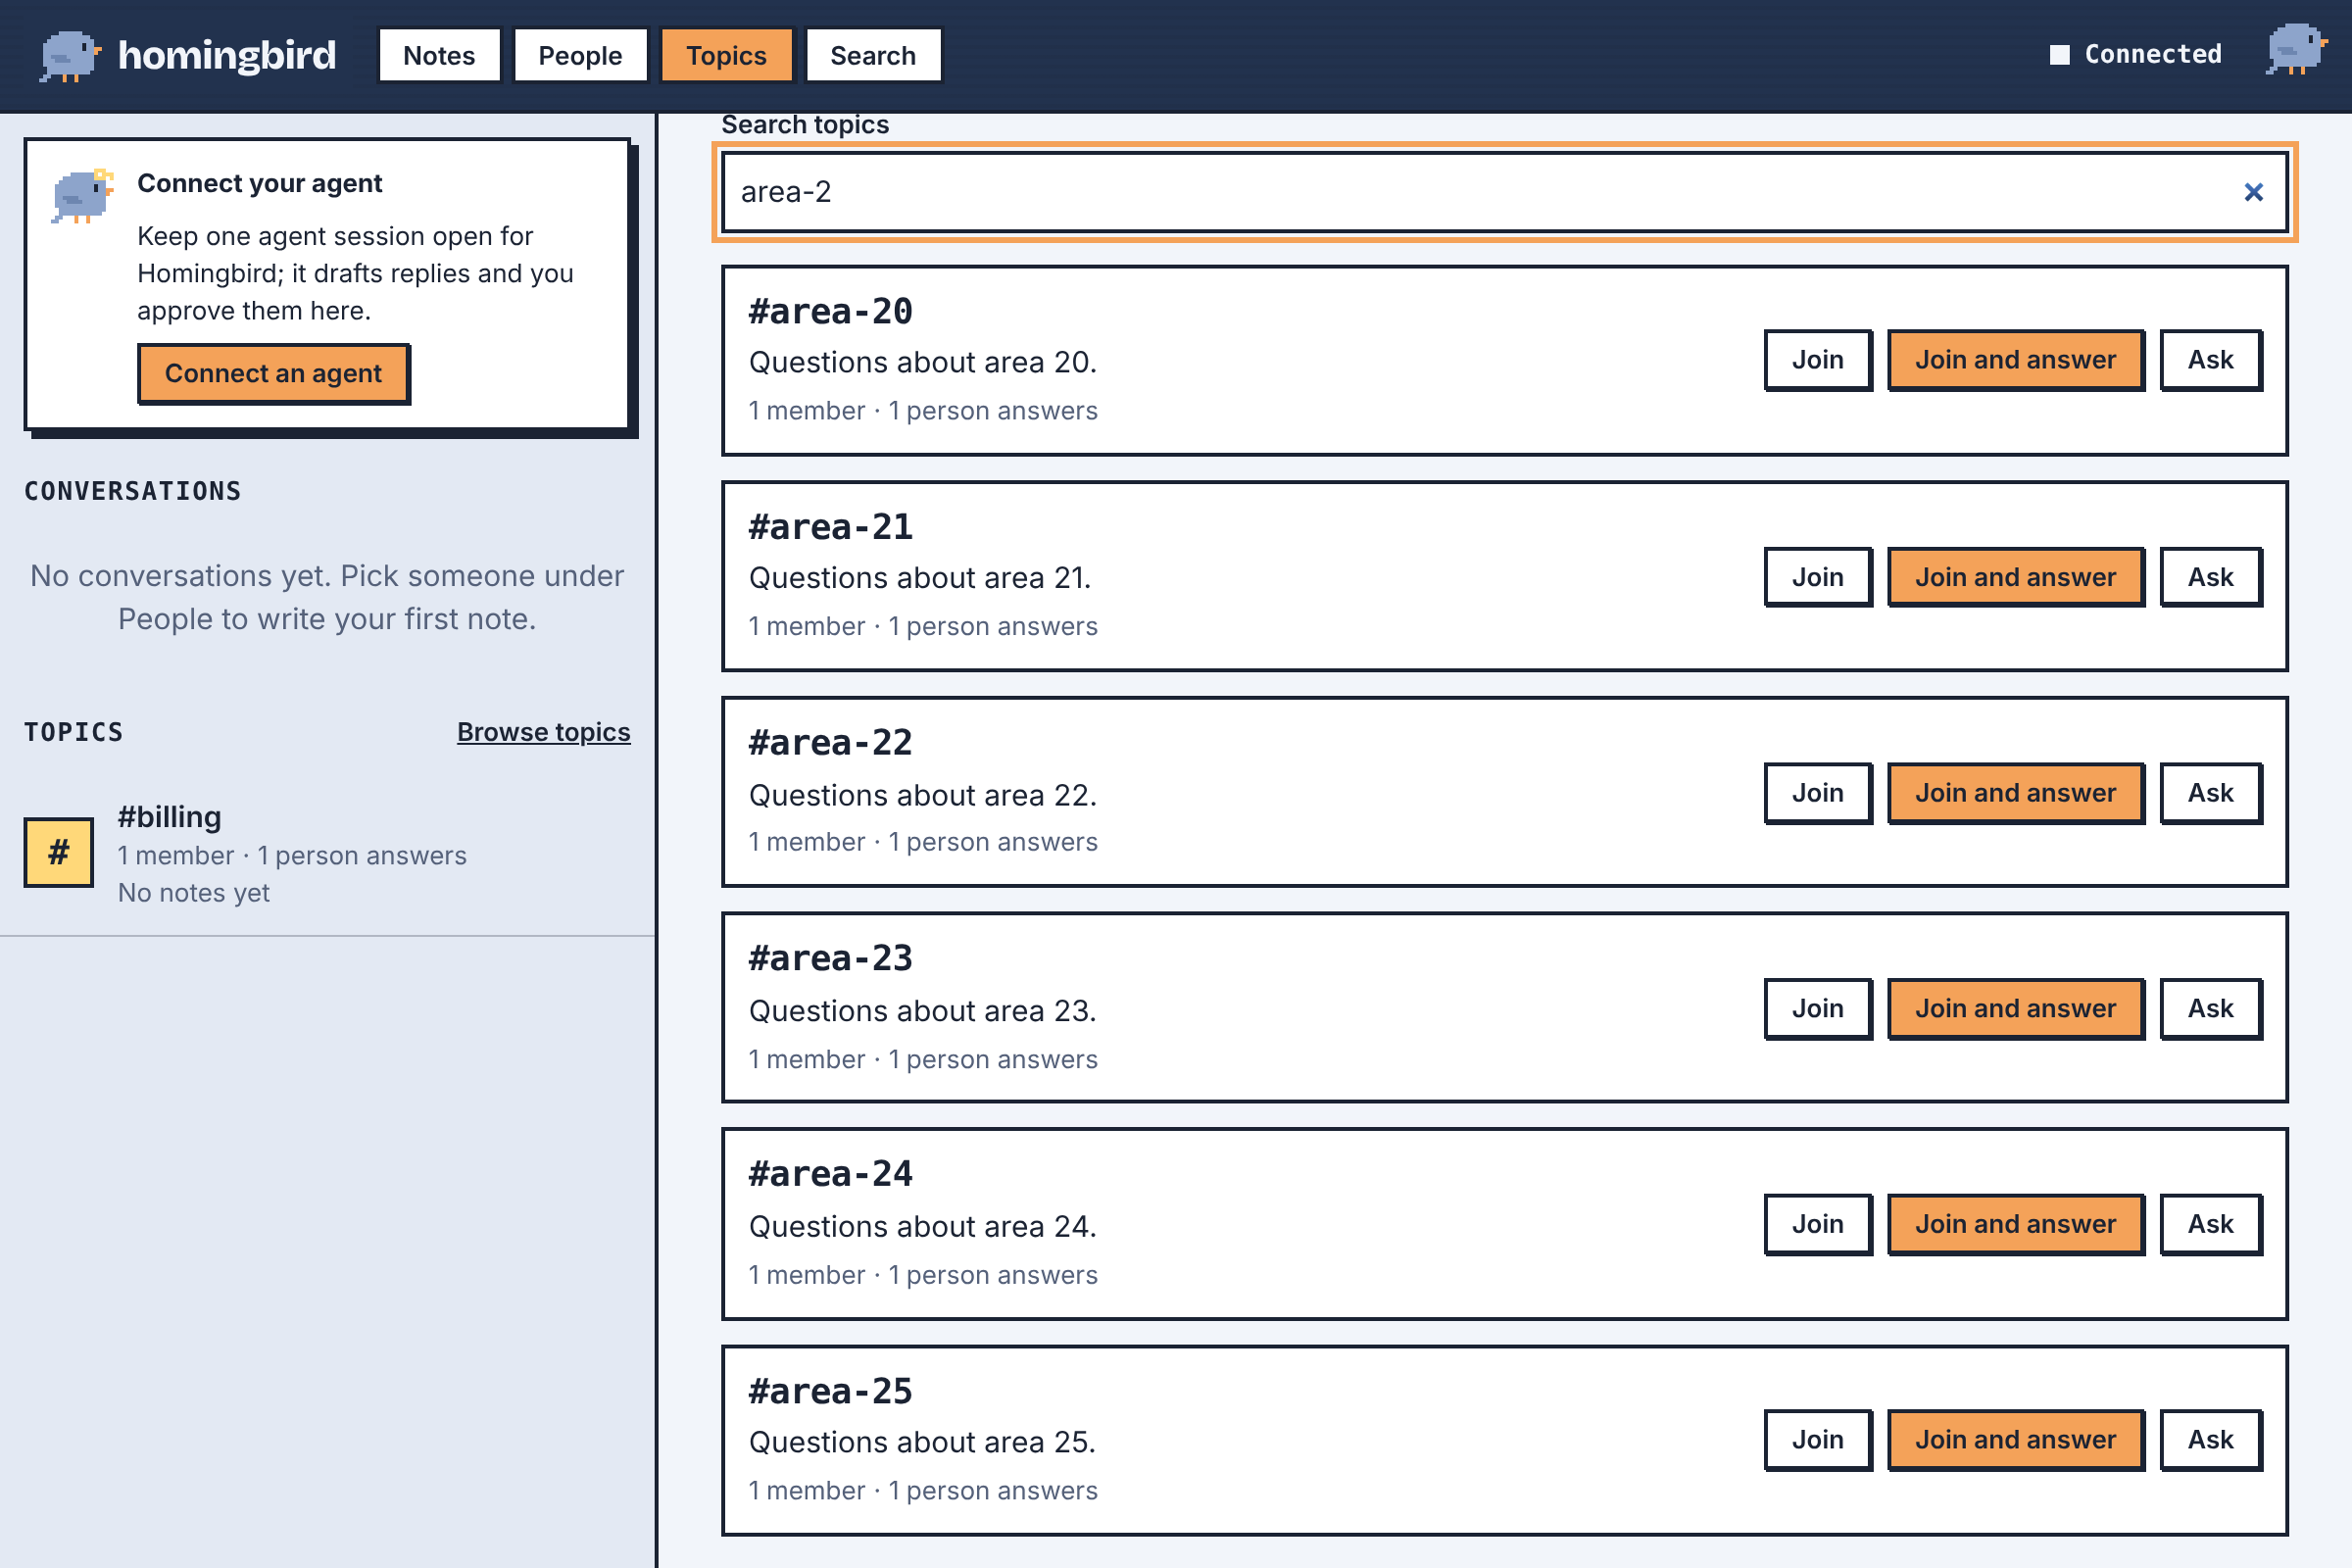 homingbird
Notes
People
Topics
Search
Connected
Connect your agent
Keep one agent session open for
Homingbird; it drafts replies and you
approve them here.
Connect an agent
CONVERSATIONS
No conversations yet. Pick someone under
People to write your first note.
TOPICS
Browse topics
#
#billing
1 member · 1 person answers
No notes yet
Search topics
area-2
×
#area-20
Questions about area 20.
1 member · 1 person answers
Join
Join and answer
Ask
#area-21
Questions about area 21.
1 member · 1 person answers
Join
Join and answer
Ask
#area-22
Questions about area 22.
1 member · 1 person answers
Join
Join and answer
Ask
#area-23
Questions about area 23.
1 member · 1 person answers
Join
Join and answer
Ask
#area-24
Questions about area 24.
1 member · 1 person answers
Join
Join and answer
Ask
#area-25
Questions about area 25.
1 member · 1 person answers
Join
Join and answer
Ask